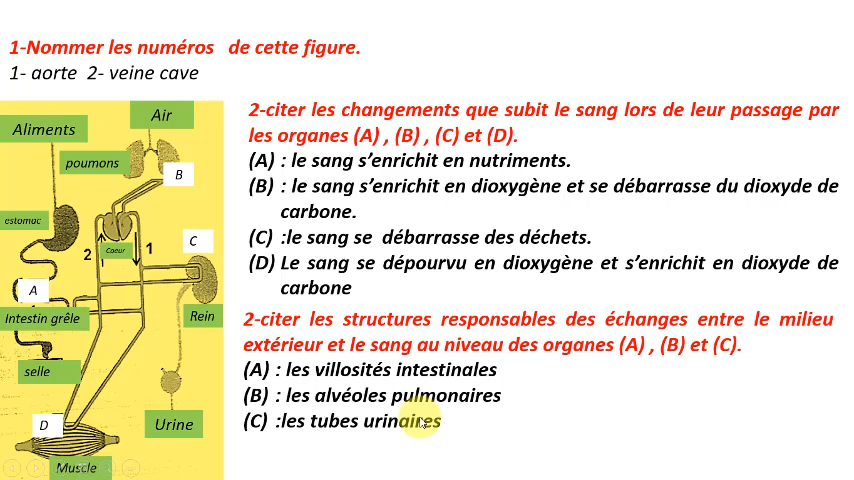 1-Nommer les numéros de cette figure.
1- aorte 2- veine cave
Aliments
Air
poumons
B
estomac
Coeur
2
1
C
A
Intestin grêle
Rein
selle
D
Urine
Muscle
2-citer les changements que subit le sang lors de leur passage par
les organes (A) , (B) , (C) et (D).
(A) : le sang s’enrichit en nutriments.
(B) : le sang s’enrichit en dioxygène et se débarrasse du dioxyde de
carbone.
(C) :le sang se débarrasse des déchets.
(D) Le sang se dépourvu en dioxygène et s’enrichit en dioxyde de
carbone
2-citer les structures responsables des échanges entre le milieu
extérieur et le sang au niveau des organes (A) , (B) et (C).
(A) : les villosités intestinales
(B) : les alvéoles pulmonaires
(C) :les tubes urinaires